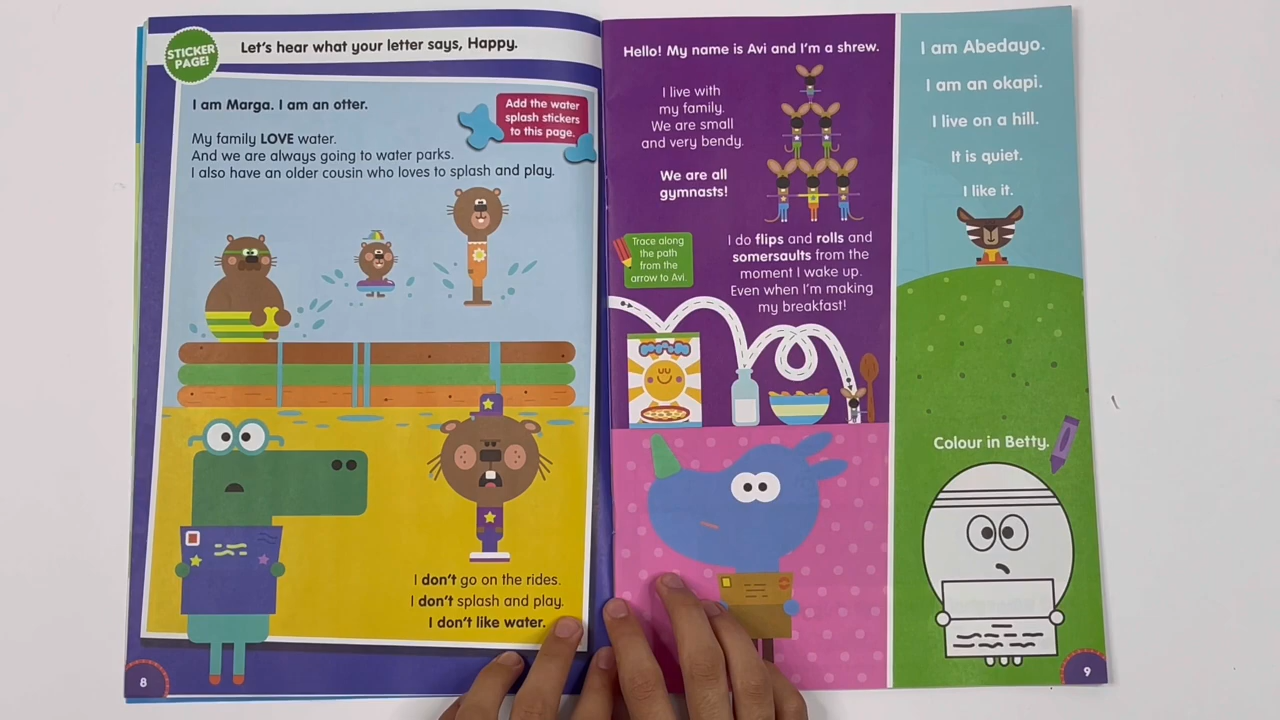 STICKER
PAGE!
Let's hear what your letter says, Happy.
I am Marga. I am an otter.
Add the water
splash stickers
to this page.
My family LOVE water.
And we are always going to water parks.
I also have an older cousin who loves to splash and play.
I don't go on the rides.
I don't splash and play.
I don't like water.
8
Hello! My name is Avi and I'm a shrew.
I live with
my family.
We are small
and very bendy.
We are all
gymnasts!
Trace along
the path
from the
arrow to Avi.
I do flips and rolls and
somersaults from the
moment I wake up.
Even when I'm making
my breakfast!
I am Abedayo.
I am an okapi.
I live on a hill.
It is quiet.
I like it.
Colour in Betty.
9